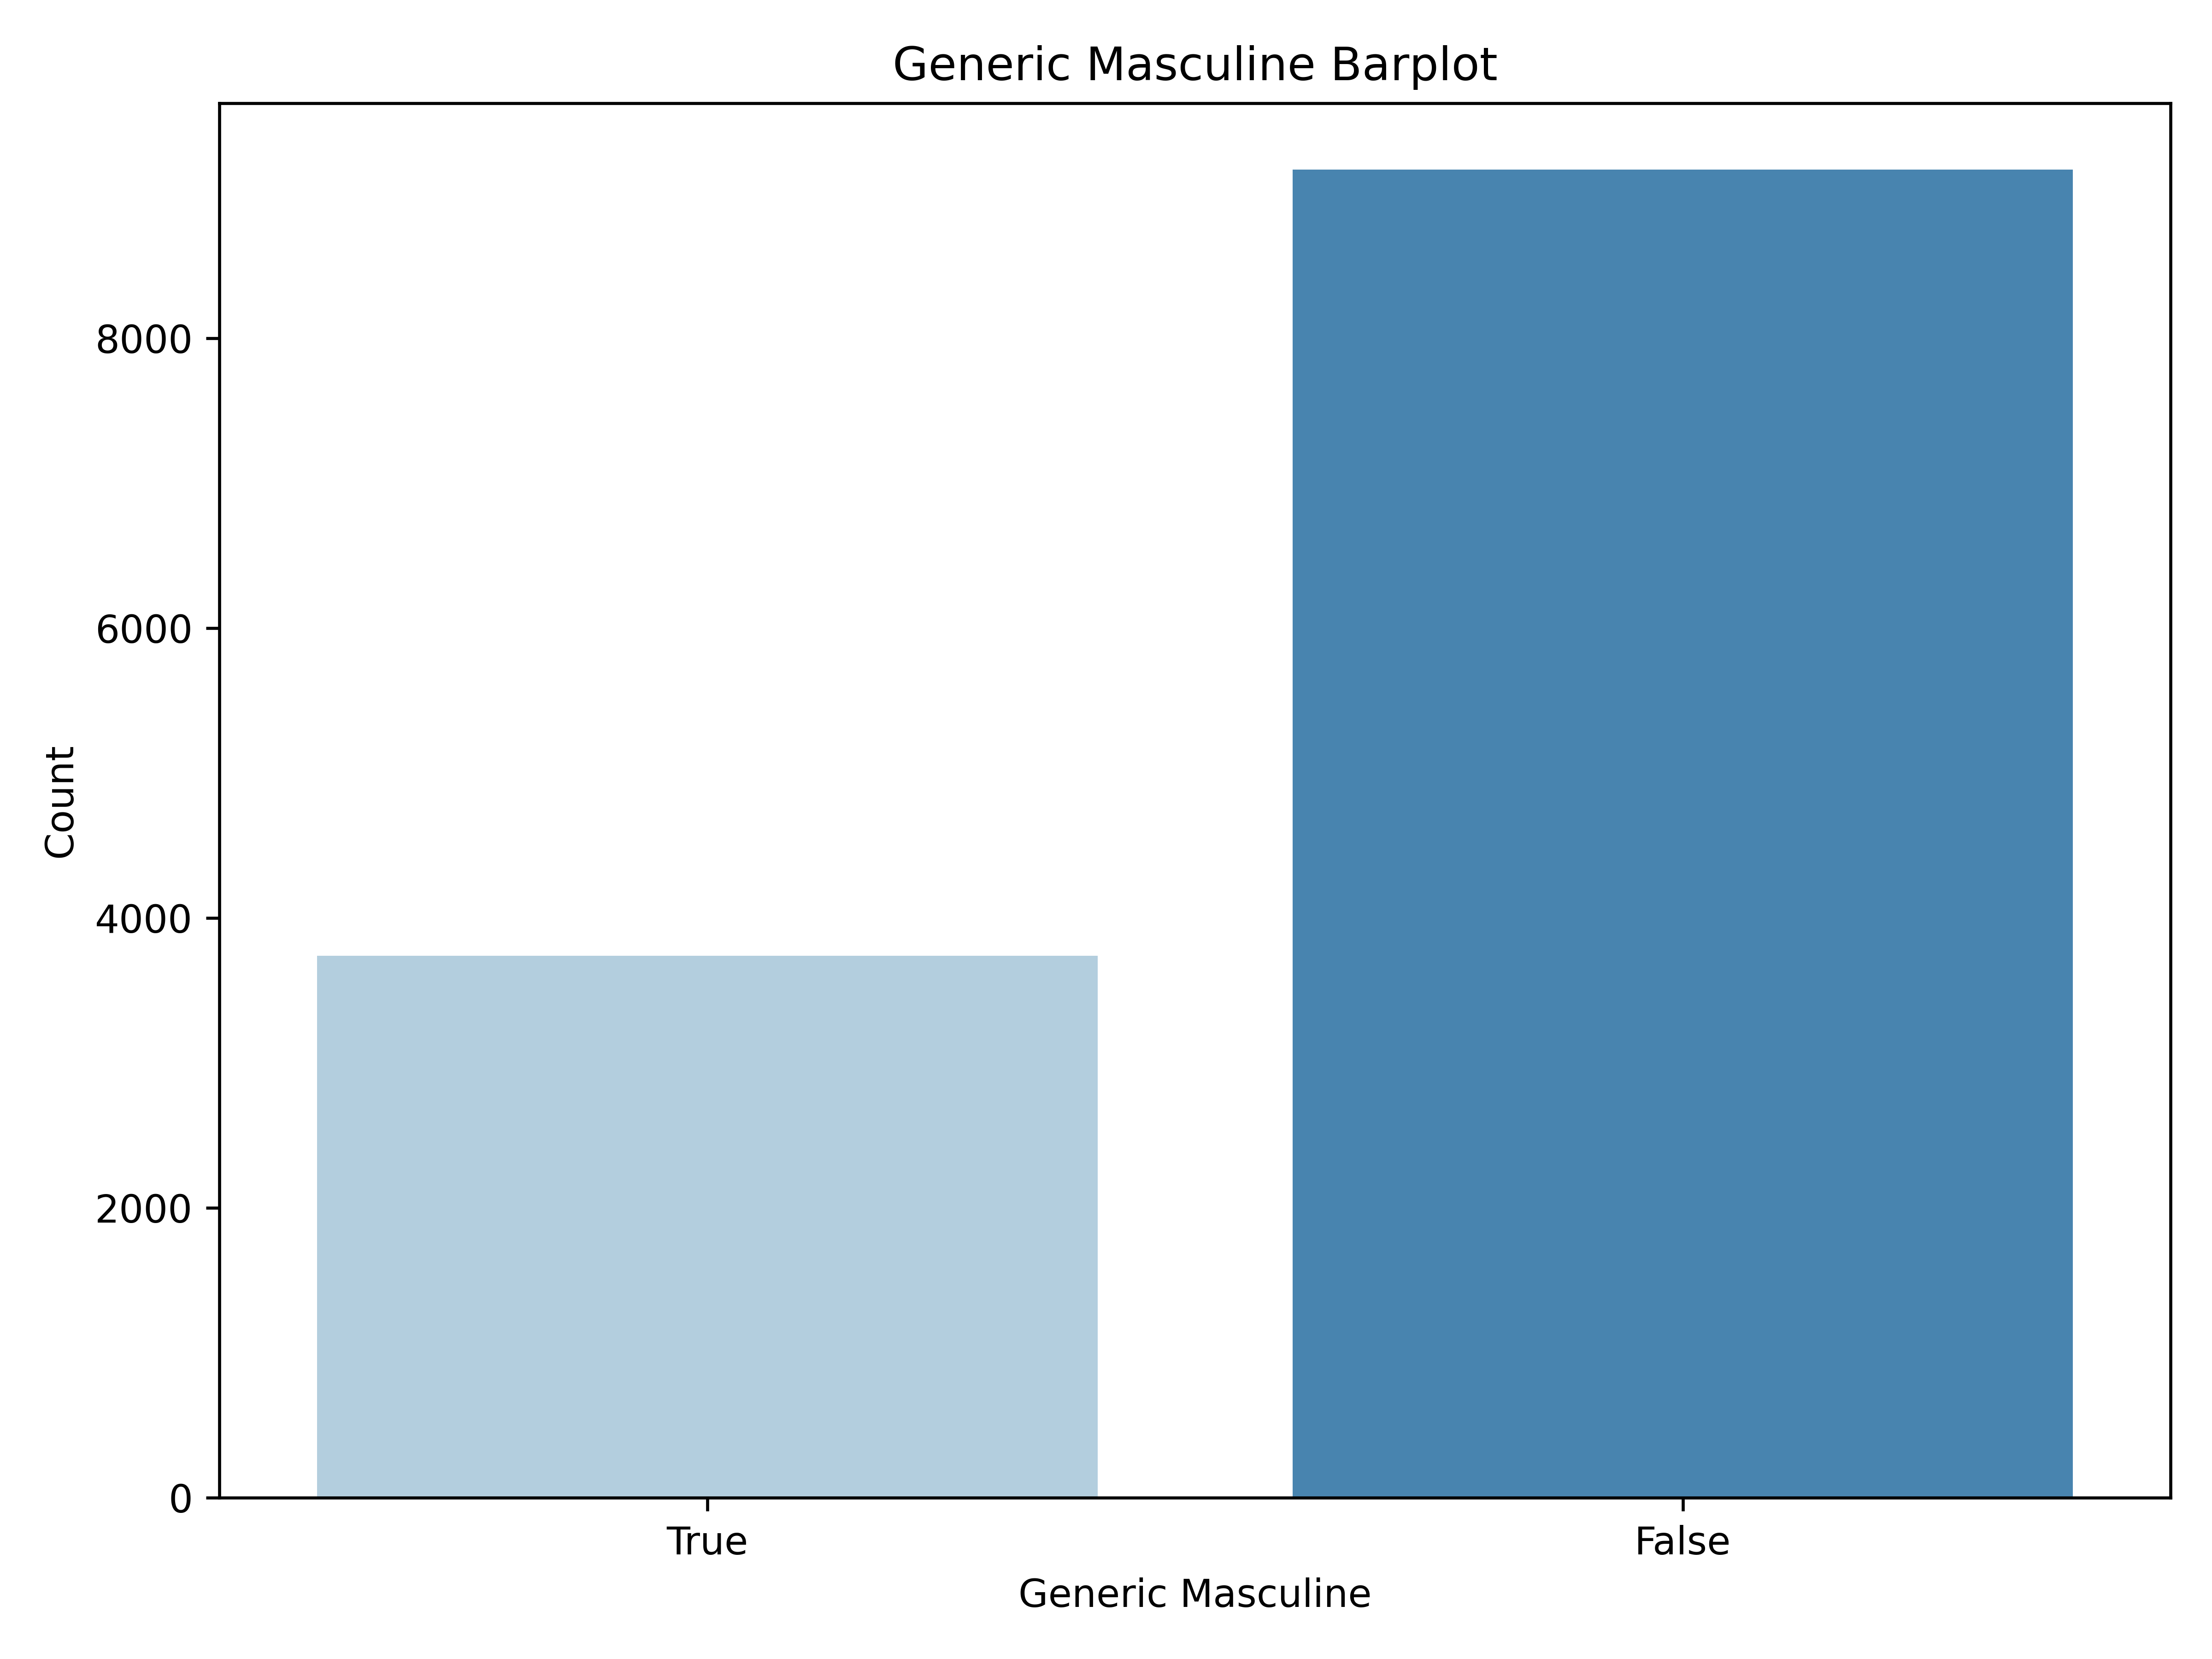 Generic Masculine Barplot
Count
8000
6000
4000
2000
0
True
False
Generic Masculine